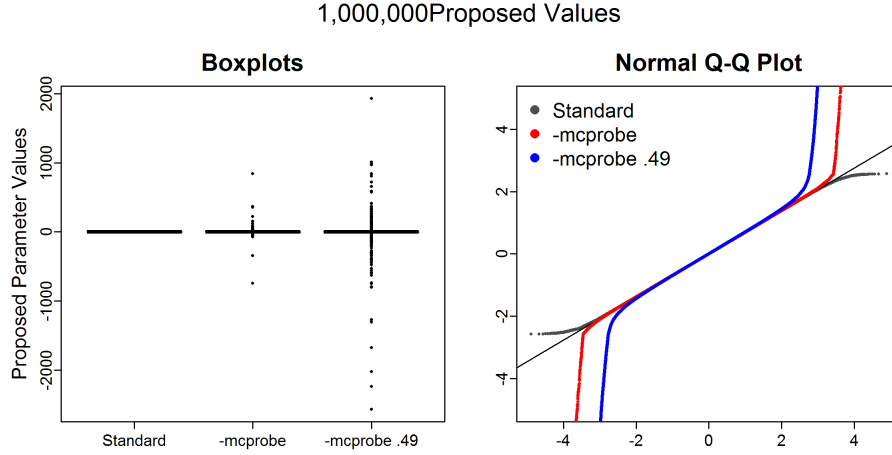 1,000,000Proposed Values
Boxplots
Proposed Parameter Values
2000
1000
0
-1000
-2000
Standard
-mcprobe
-mcprobe .49
Normal Q-Q Plot
Standard
-mcprobe
-mcprobe .49
4
2
0
-2
-4
-4
-2
0
2
4